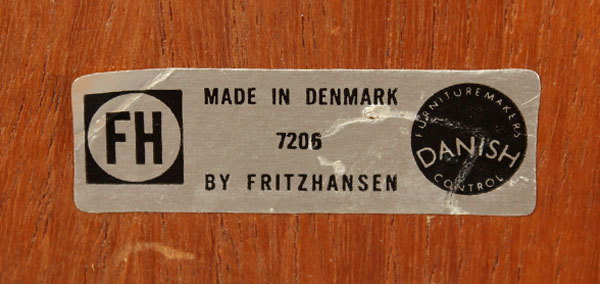 FH
MADE IN DENMARK
7206
BY FRITZHANSEN
FURNITUREMAKERS
DANISH
CONTROL